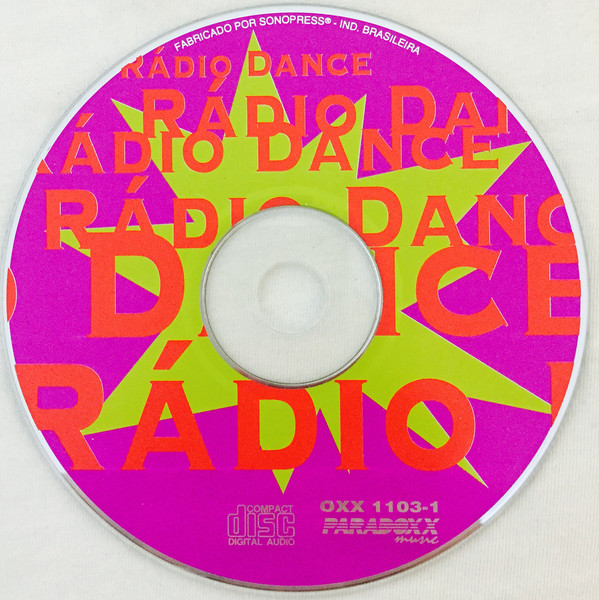 FABRICADO POR SONOPRESS® - IND. BRASILEIRA
RÁDIO DANCE
RÁDIO DAN
RÁDIO DANCE
RÁDIO DANC
O DANCE
RÁDIO D
COMPACT
disc
DIGITAL AUDIO
OXX 1103-1
PARADOXX
music